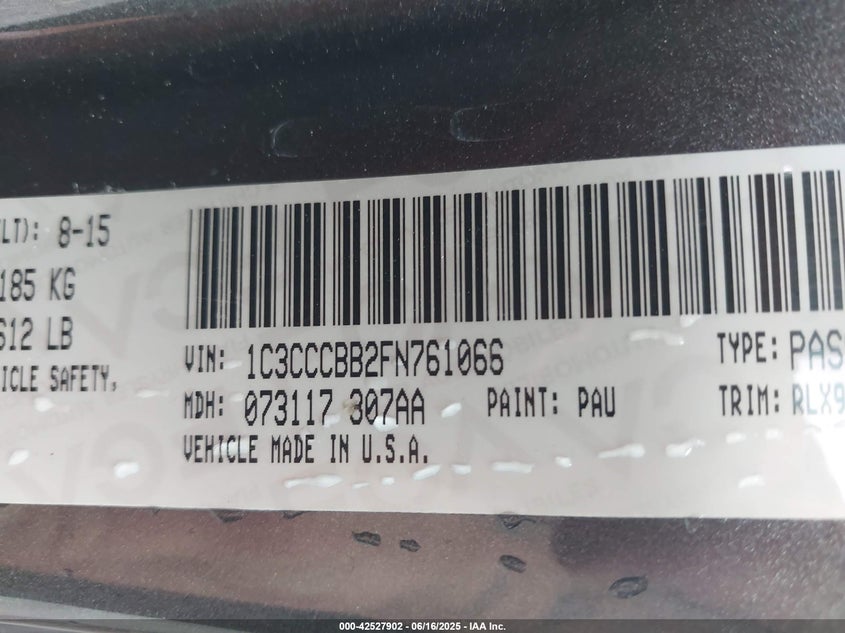 LT): 8-15
185 KG
612 LB
ICLE SAFETY,
VIN: 1C3CCCBB2FN761066
TYPE: PAS
MDH: 073117 307AA
PAINT: PAU
TRIM: RLX9
VEHICLE MADE IN U.S.A.
000-42527902 - 06/16/2025 - IAA Inc.